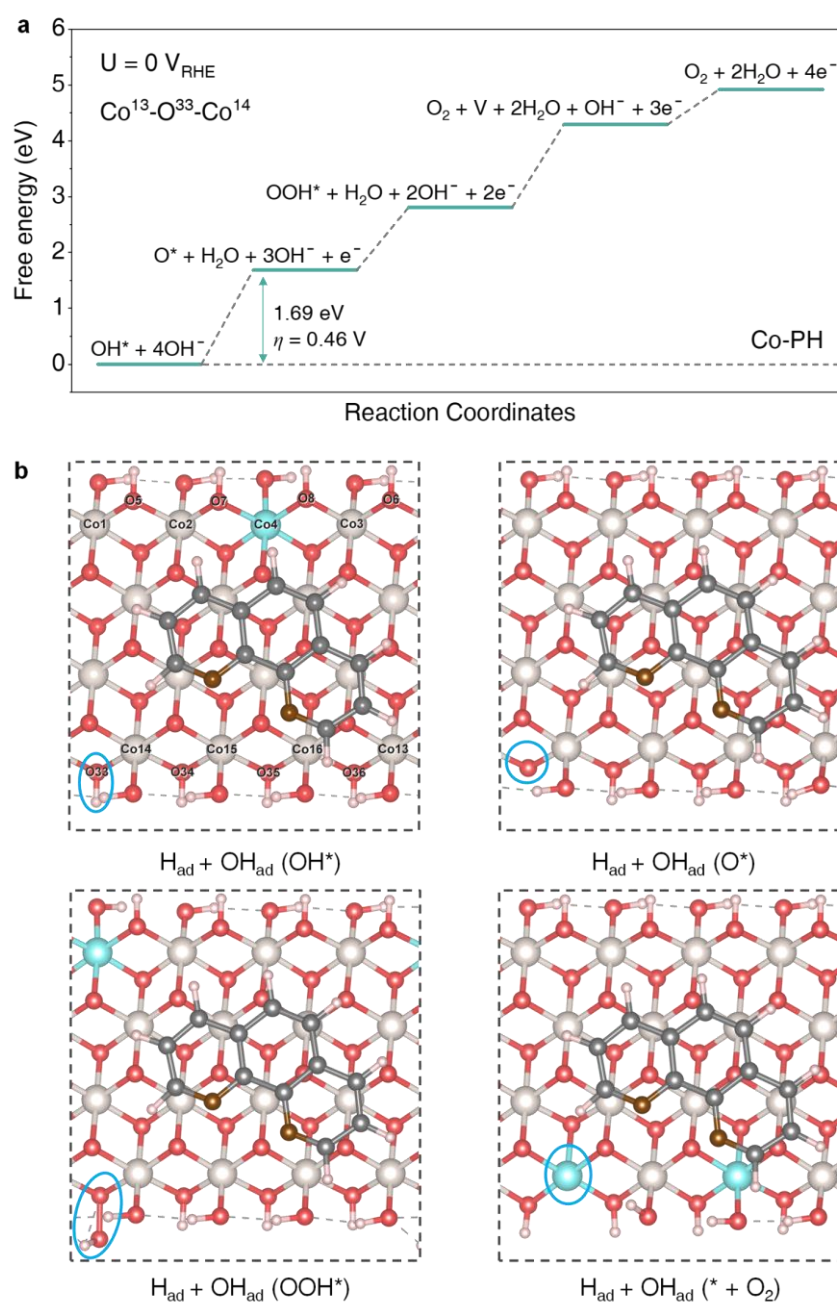 a
6
5
4
3
2
1
0
Free energy (eV)
U = 0 V_RHE
Co¹³-O³³-Co¹⁴
O₂ + 2H₂O + 4e⁻
O₂ + V + 2H₂O + OH⁻ + 3e⁻
OOH* + H₂O + 2OH⁻ + 2e⁻
O* + H₂O + 3OH⁻ + e⁻
1.69 eV
η = 0.46 V
OH* + 4OH⁻
Co-PH
Reaction Coordinates
b
O5 O7 O8 O6
Co1 Co2 Co4 Co3
Co14 Co15 Co16 Co13
O33 O34 O35 O36
H_ad + OH_ad (OH*)
H_ad + OH_ad (O*)
H_ad + OH_ad (OOH*)
H_ad + OH_ad (* + O₂)